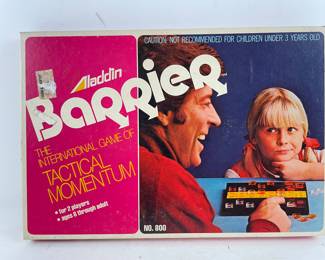 CAUTION: NOT RECOMMENDED FOR CHILDREN UNDER 3 YEARS OLD
Aladdin
BARRIER
THE
INTERNATIONAL GAME OF
TACTICAL
MOMENTUM
• for 2 players
• ages 8 through adult
NO. 800